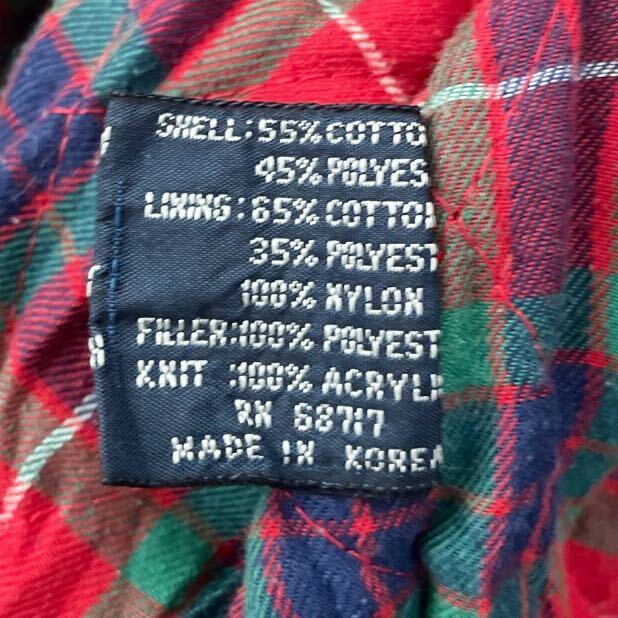 SHELL: 55% COTTO
45% POLYES
LINING: 65% COTTON
35% POLYEST
100% NYLON
FILLER: 100% POLYEST
KNIT : 100% ACRYLI
RN 68717
MADE IN KOREA